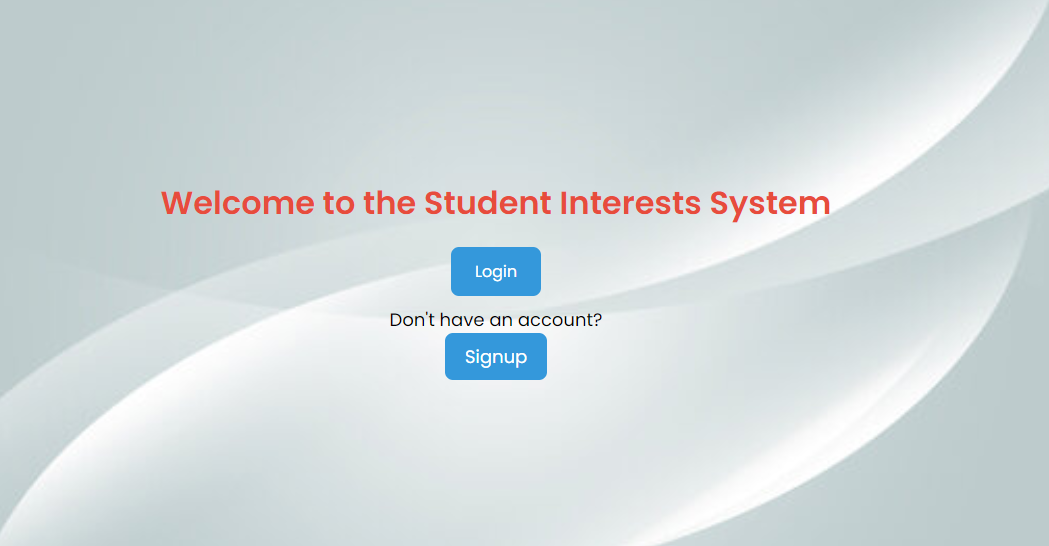 Welcome to the Student Interests System
Login
Don't have an account?
Signup